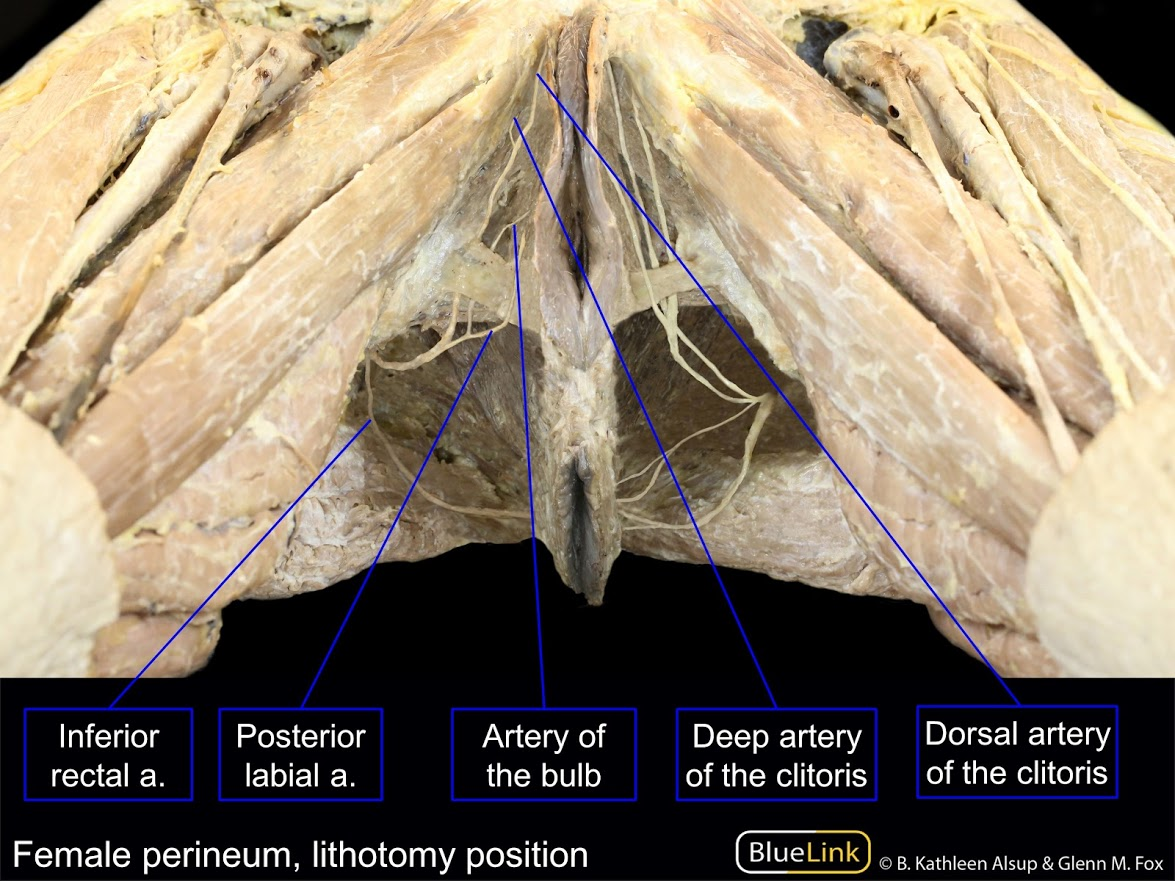 Inferior
rectal a.
Posterior
labial a.
Artery of
the bulb
Deep artery
of the clitoris
Dorsal artery
of the clitoris
Female perineum, lithotomy position
BlueLink
© B. Kathleen Alsup & Glenn M. Fox